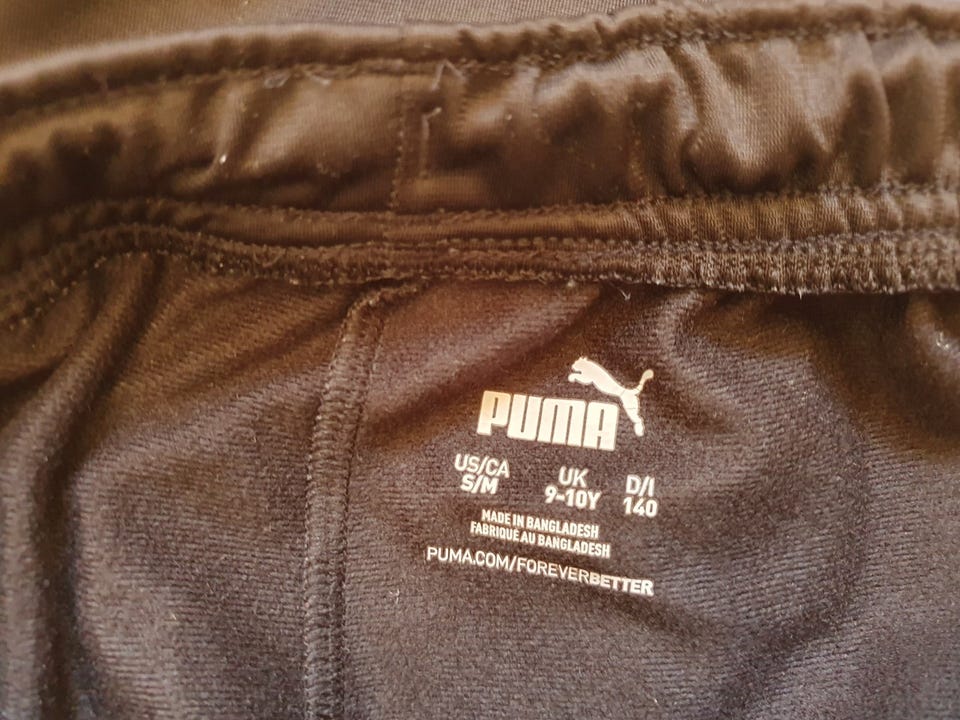 PUMA
US/CA UK D/I
S/M 9-10Y 140
MADE IN BANGLADESH
FABRIQUÉ AU BANGLADESH
PUMA.COM/FOREVERBETTER